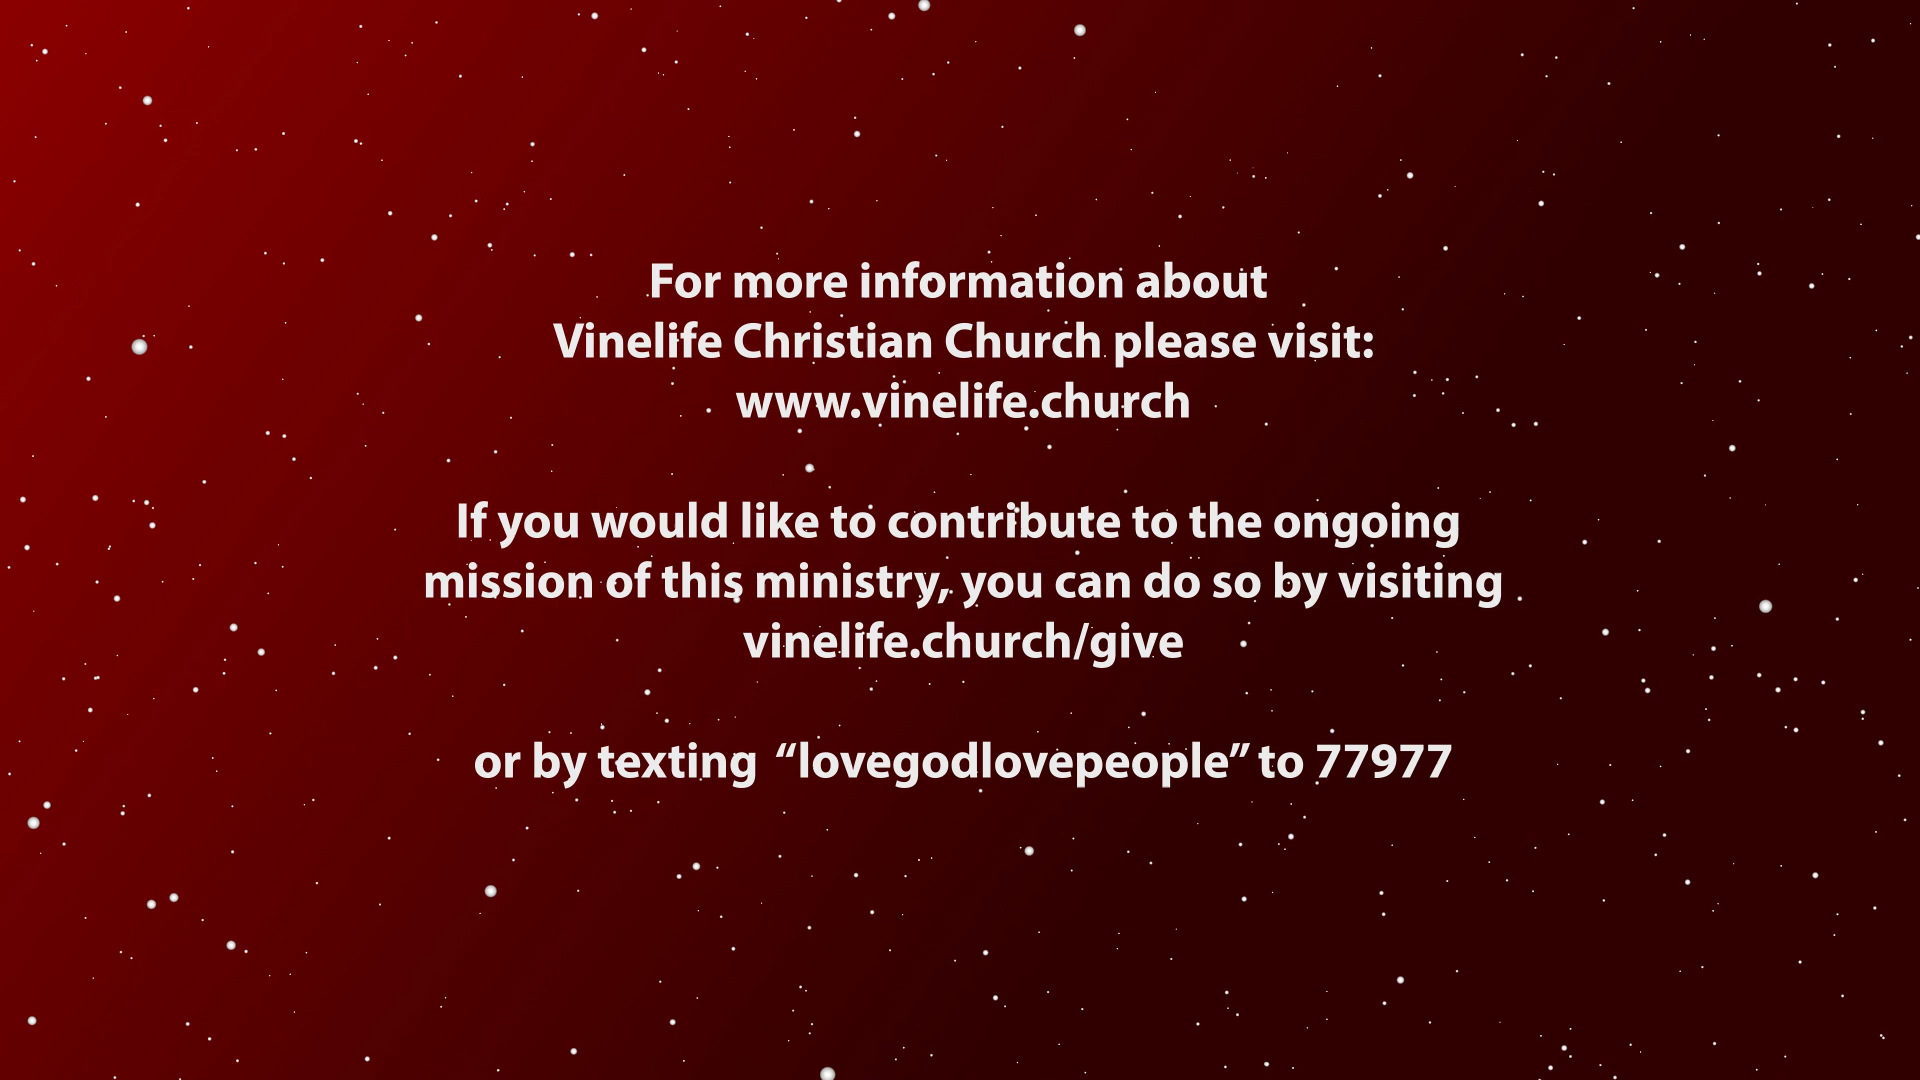 For more information about
Vinelife Christian Church please visit:
www.vinelife.church
If you would like to contribute to the ongoing
mission of this ministry, you can do so by visiting
vinelife.church/give
or by texting “lovegodlovepeople” to 77977